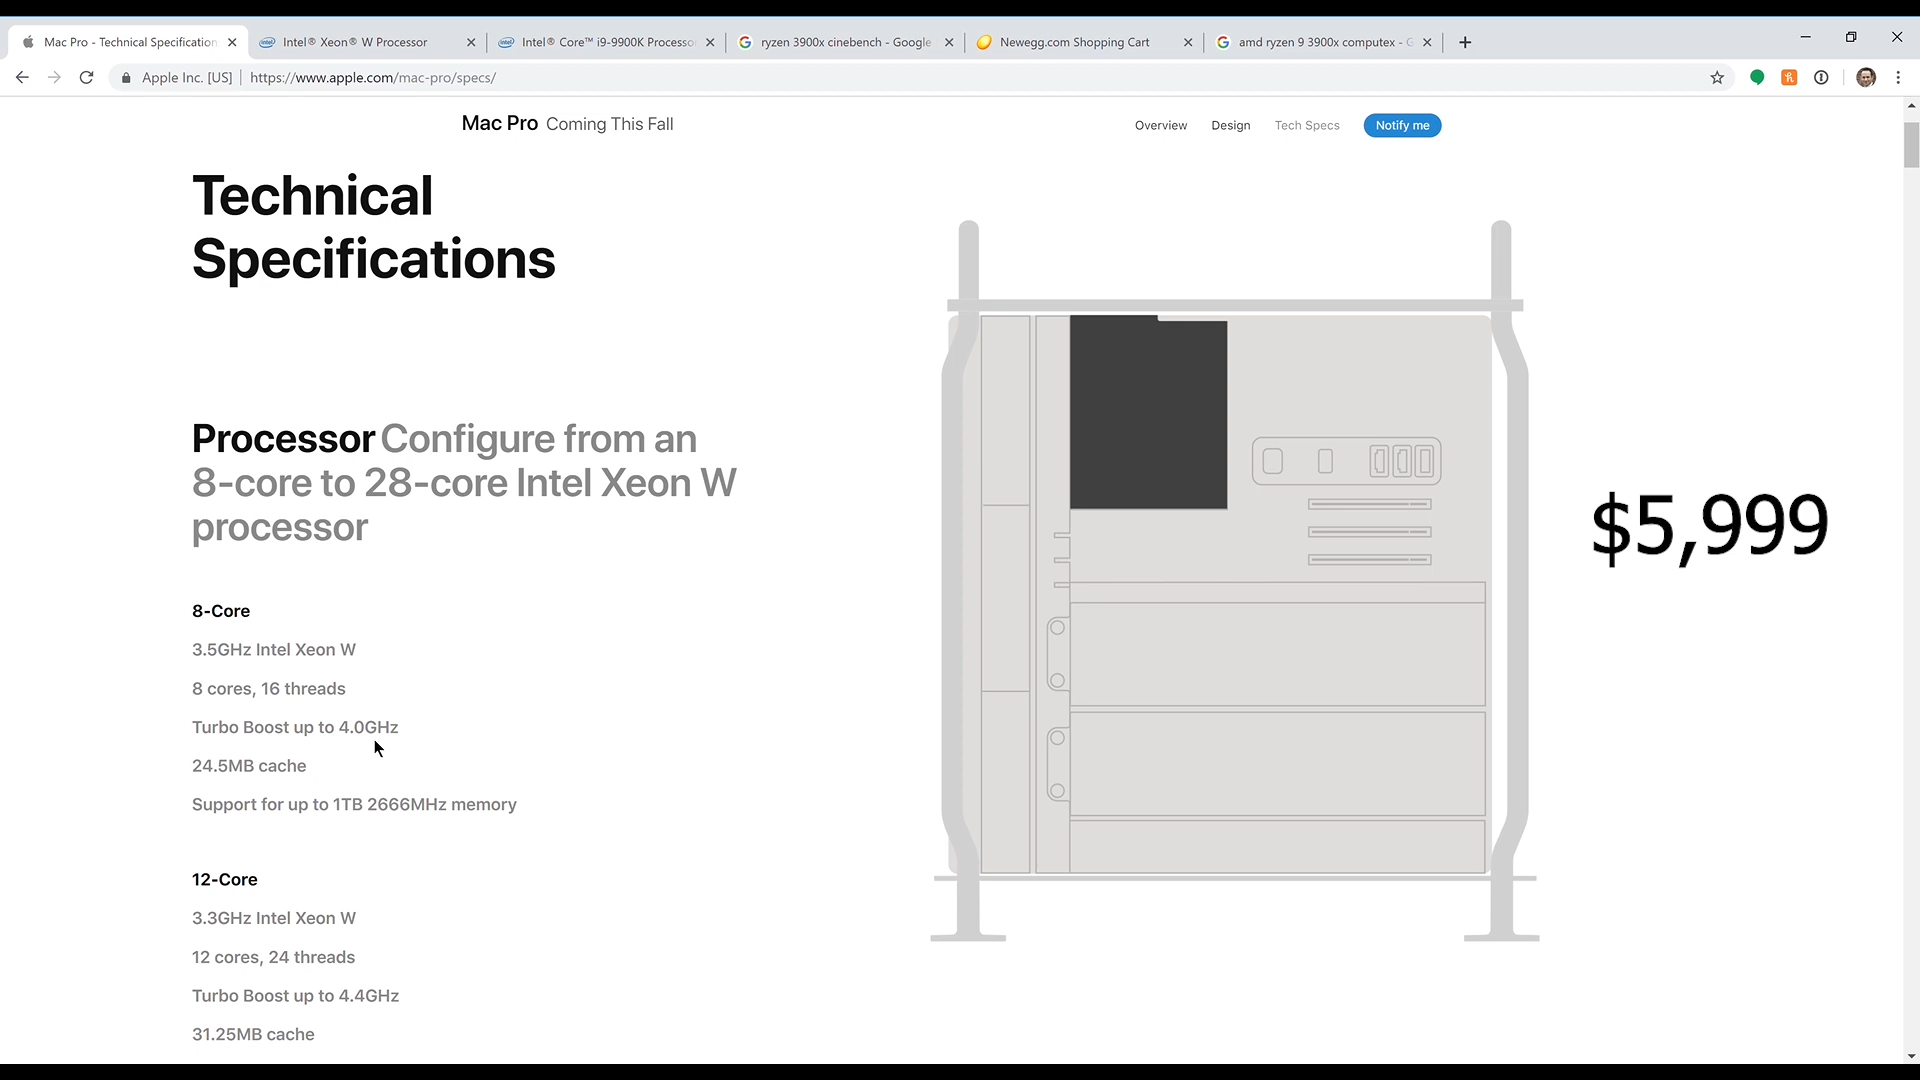 Mac Pro - Technical Specification
Intel® Xeon® W Processor
Intel® Core™ i9-9900K Processo
ryzen 3900x cinebench - Google
Newegg.com Shopping Cart
amd ryzen 9 3900x computex - G
Apple Inc. [US]
https://www.apple.com/mac-pro/specs/
Mac Pro Coming This Fall
Overview
Design
Tech Specs
Notify me
Technical
Specifications
Processor Configure from an
8-core to 28-core Intel Xeon W
processor
$5,999
8-Core
3.5GHz Intel Xeon W
8 cores, 16 threads
Turbo Boost up to 4.0GHz
24.5MB cache
Support for up to 1TB 2666MHz memory
12-Core
3.3GHz Intel Xeon W
12 cores, 24 threads
Turbo Boost up to 4.4GHz
31.25MB cache